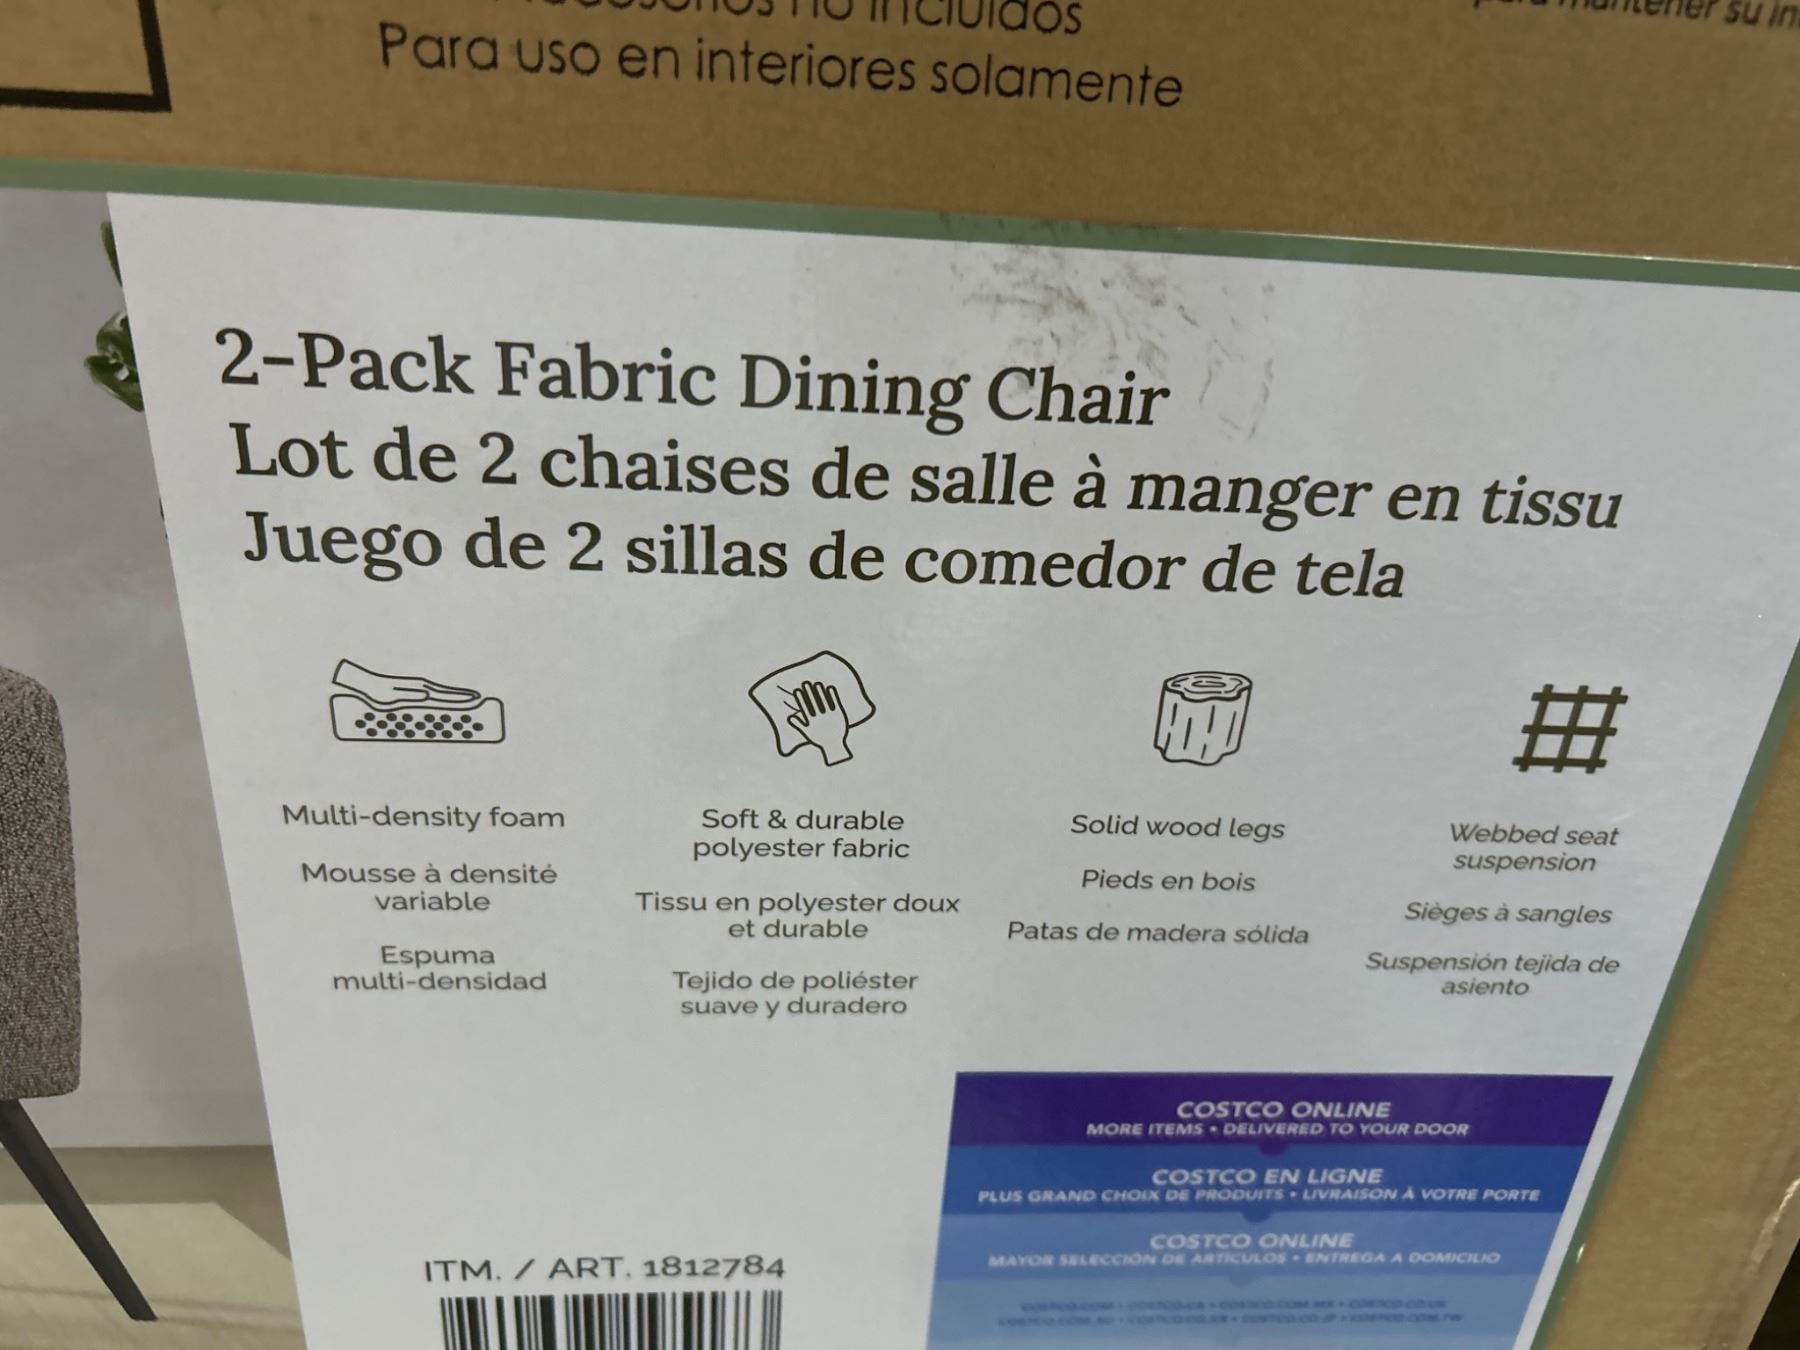 no incluidos
Para uso en interiores solamente
mantener su
2-Pack Fabric Dining Chair
Lot de 2 chaises de salle à manger en tissu
Juego de 2 sillas de comedor de tela
Multi-density foam
Mousse à densité
variable
Espuma
multi-densidad
Soft & durable
polyester fabric
Tissu en polyester doux
et durable
Tejido de poliéster
suave y duradero
Solid wood legs
Pieds en bois
Patas de madera sólida
Webbed seat
suspension
Sièges à sangles
Suspensión tejida de
asiento
COSTCO ONLINE
MORE ITEMS • DELIVERED TO YOUR DOOR
COSTCO EN LIGNE
PLUS GRAND CHOIX DE PRODUITS • LIVRAISON À VOTRE PORTE
COSTCO ONLINE
MAYOR SELECCIÓN DE ARTÍCULOS • ENTREGA A DOMICILIO
ITM. / ART. 1812784